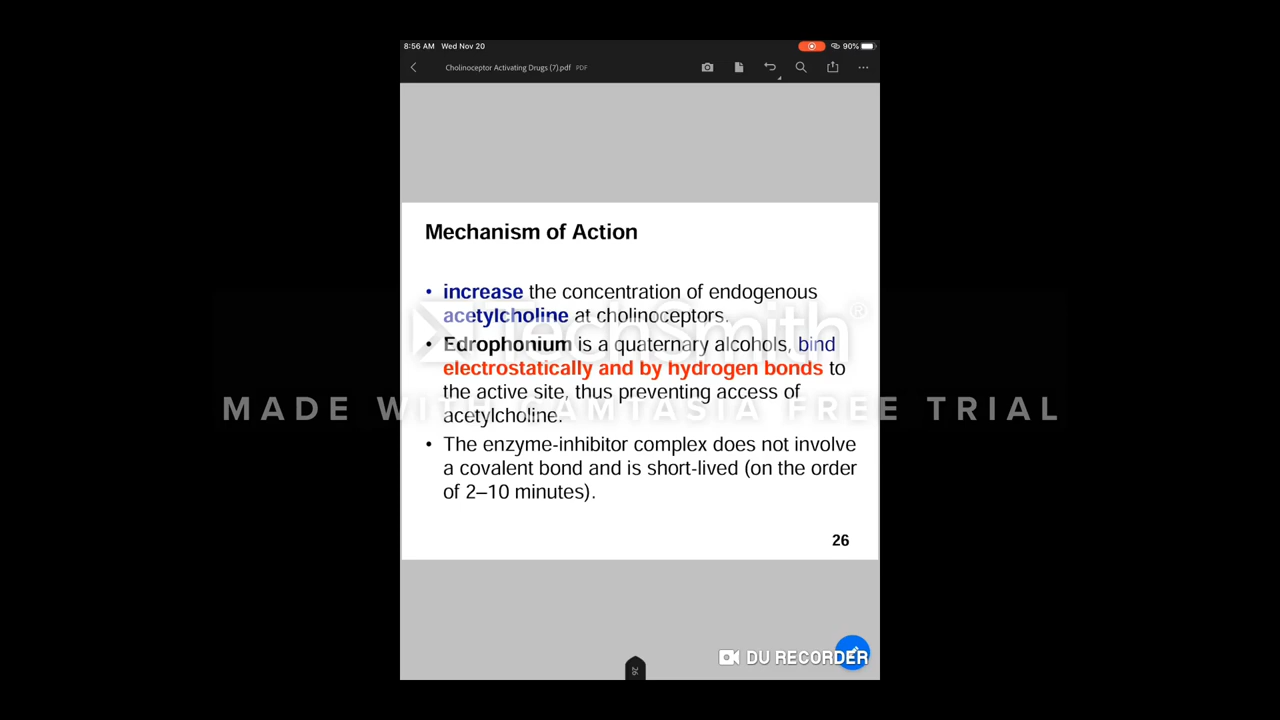 8:56 AM Wed Nov 20
90%
Cholinoceptor Activating Drugs (7).pdf PDF
Mechanism of Action
• increase the concentration of endogenous
acetylcholine at cholinoceptors.
• Edrophonium is a quaternary alcohols, bind
electrostatically and by hydrogen bonds to
the active site, thus preventing access of
acetylcholine.
• The enzyme-inhibitor complex does not involve
a covalent bond and is short-lived (on the order
of 2–10 minutes).
26
TechSmith®
MADE WITH CAMTASIA FREE TRIAL
DU RECORDER
26